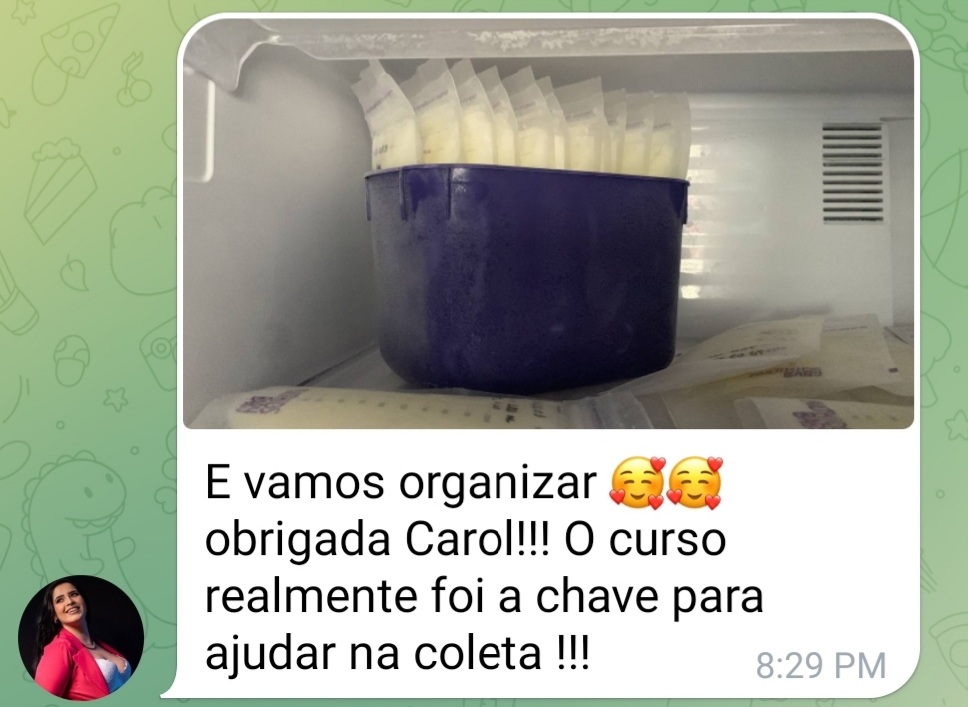 E vamos organizar 🥰🥰
obrigada Carol!!! O curso
realmente foi a chave para
ajudar na coleta !!!
8:29 PM